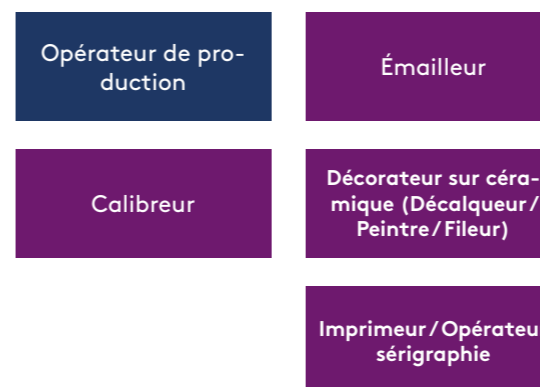 Opérateur de pro-
duction
Émailleur
Calibreur
Décorateur sur céra-
mique (Décalqueur /
Peintre / Fileur)
Imprimeur / Opérateu
sérigraphie